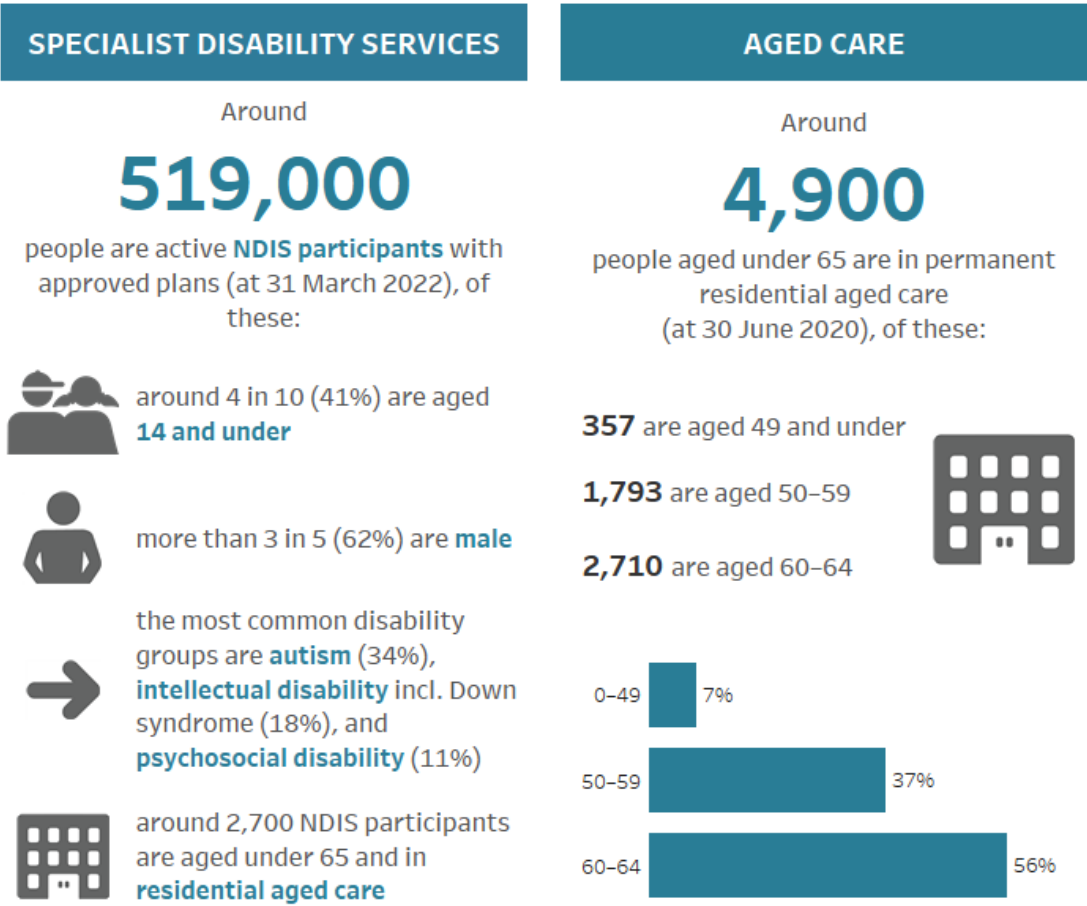 SPECIALIST DISABILITY SERVICES
Around
519,000
people are active NDIS participants with
approved plans (at 31 March 2022), of
these:
around 4 in 10 (41%) are aged
14 and under
more than 3 in 5 (62%) are male
the most common disability
groups are autism (34%),
intellectual disability incl. Down
syndrome (18%), and
psychosocial disability (11%)
around 2,700 NDIS participants
are aged under 65 and in
residential aged care
AGED CARE
Around
4,900
people aged under 65 are in permanent
residential aged care
(at 30 June 2020), of these:
357 are aged 49 and under
1,793 are aged 50–59
2,710 are aged 60–64
0–49 7%
50–59 37%
60–64 56%